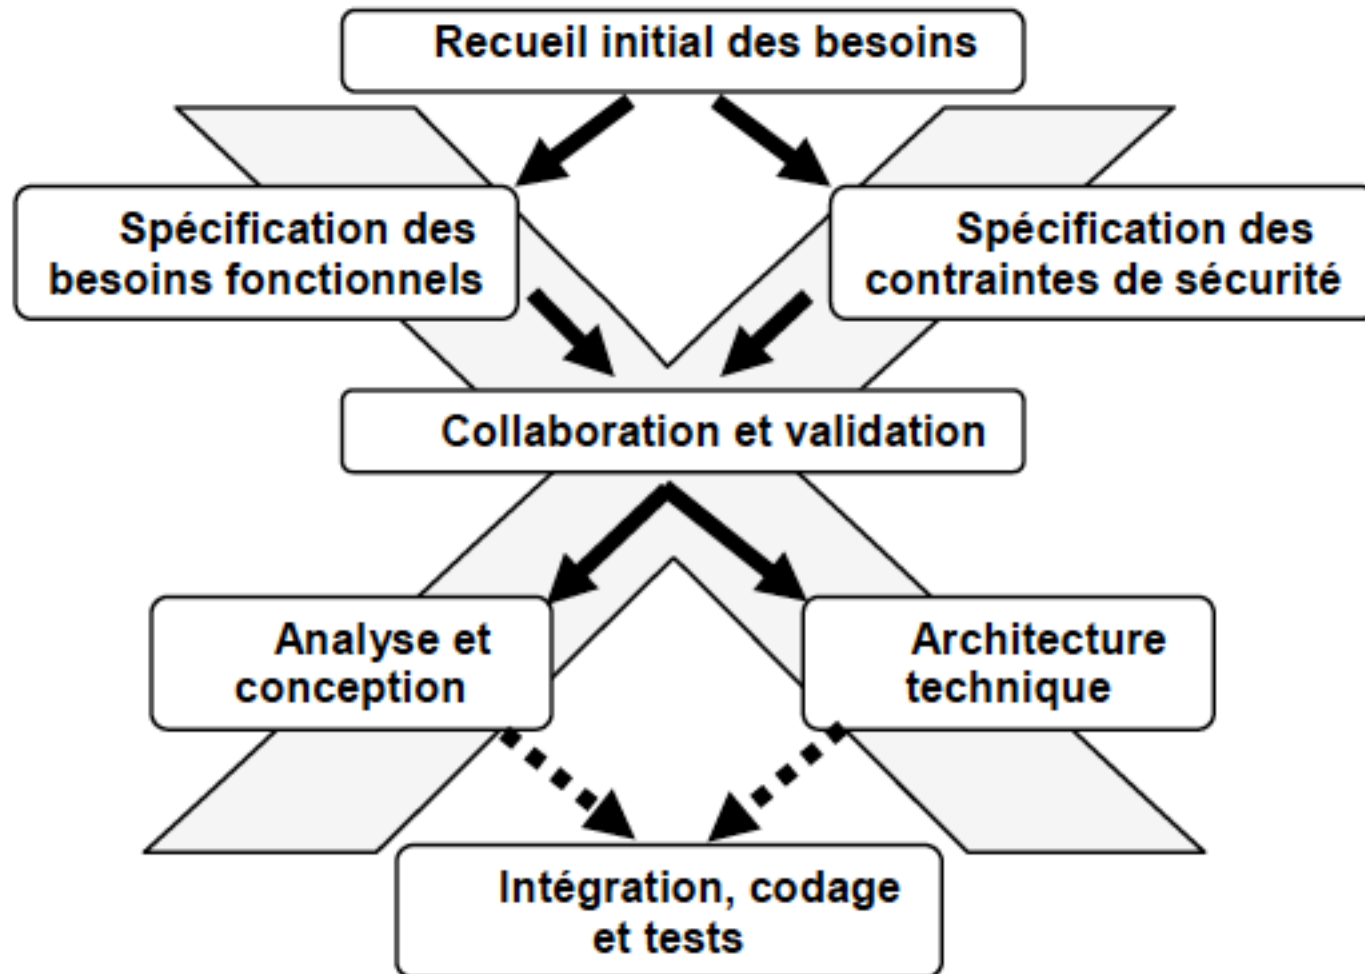 Recueil initial des besoins
Spécification des
besoins fonctionnels
Spécification des
contraintes de sécurité
Collaboration et validation
Analyse et
conception
Architecture
technique
Intégration, codage
et tests